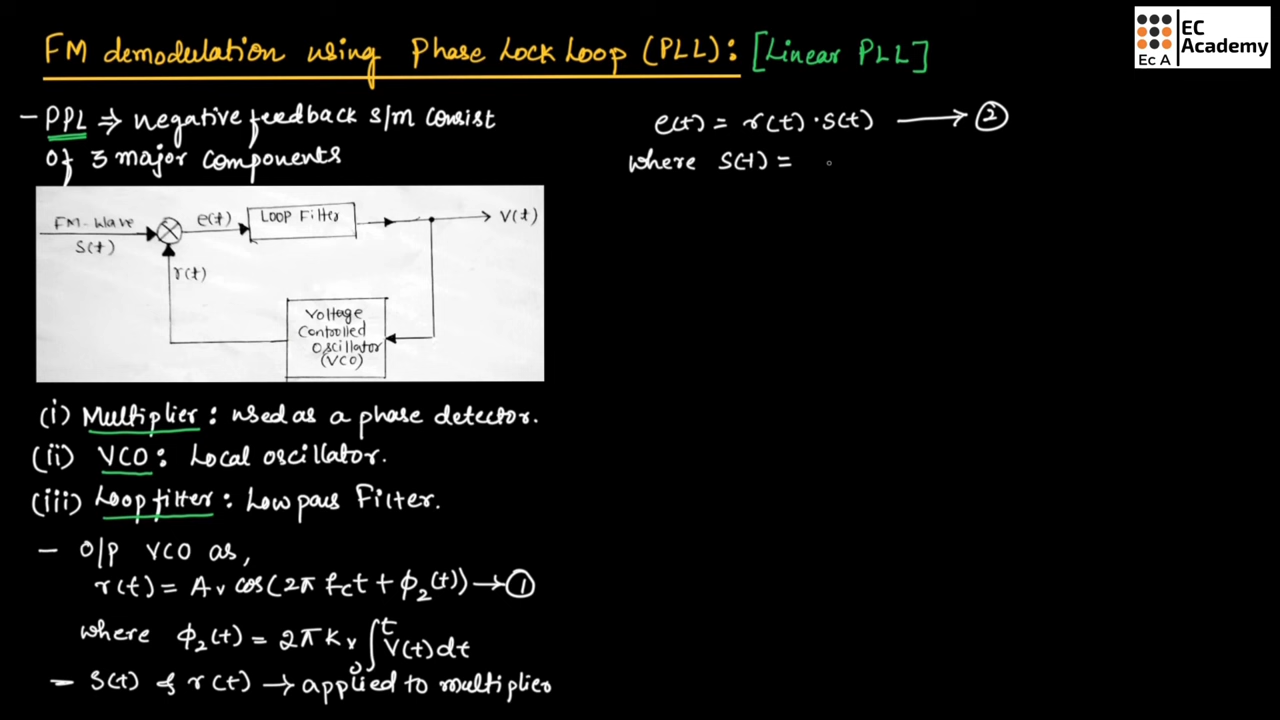 FM demodulation using Phase Lock Loop (PLL): [Linear PLL]
EC
Academy
Ec A
- PPL ⇒ negative feedback s/m consist
of 3 major components
FM-Wave
S(t)
e(t)
LOOP Filter
V(t)
r(t)
Voltage
Controlled
Oscillator
(VCO)
(i) Multiplier : used as a phase detector.
(ii) VCO : Local oscillator.
(iii) Loop filter : Low pass Filter.
- O/P VCO as,
r(t) = Av cos(2π fct + ϕ2(t)) → ①
where ϕ2(t) = 2π Kv ∫0^t V(t) dt
- S(t) & r(t) → applied to multiplier
e(t) = r(t) · S(t) → ②
where S(t) =